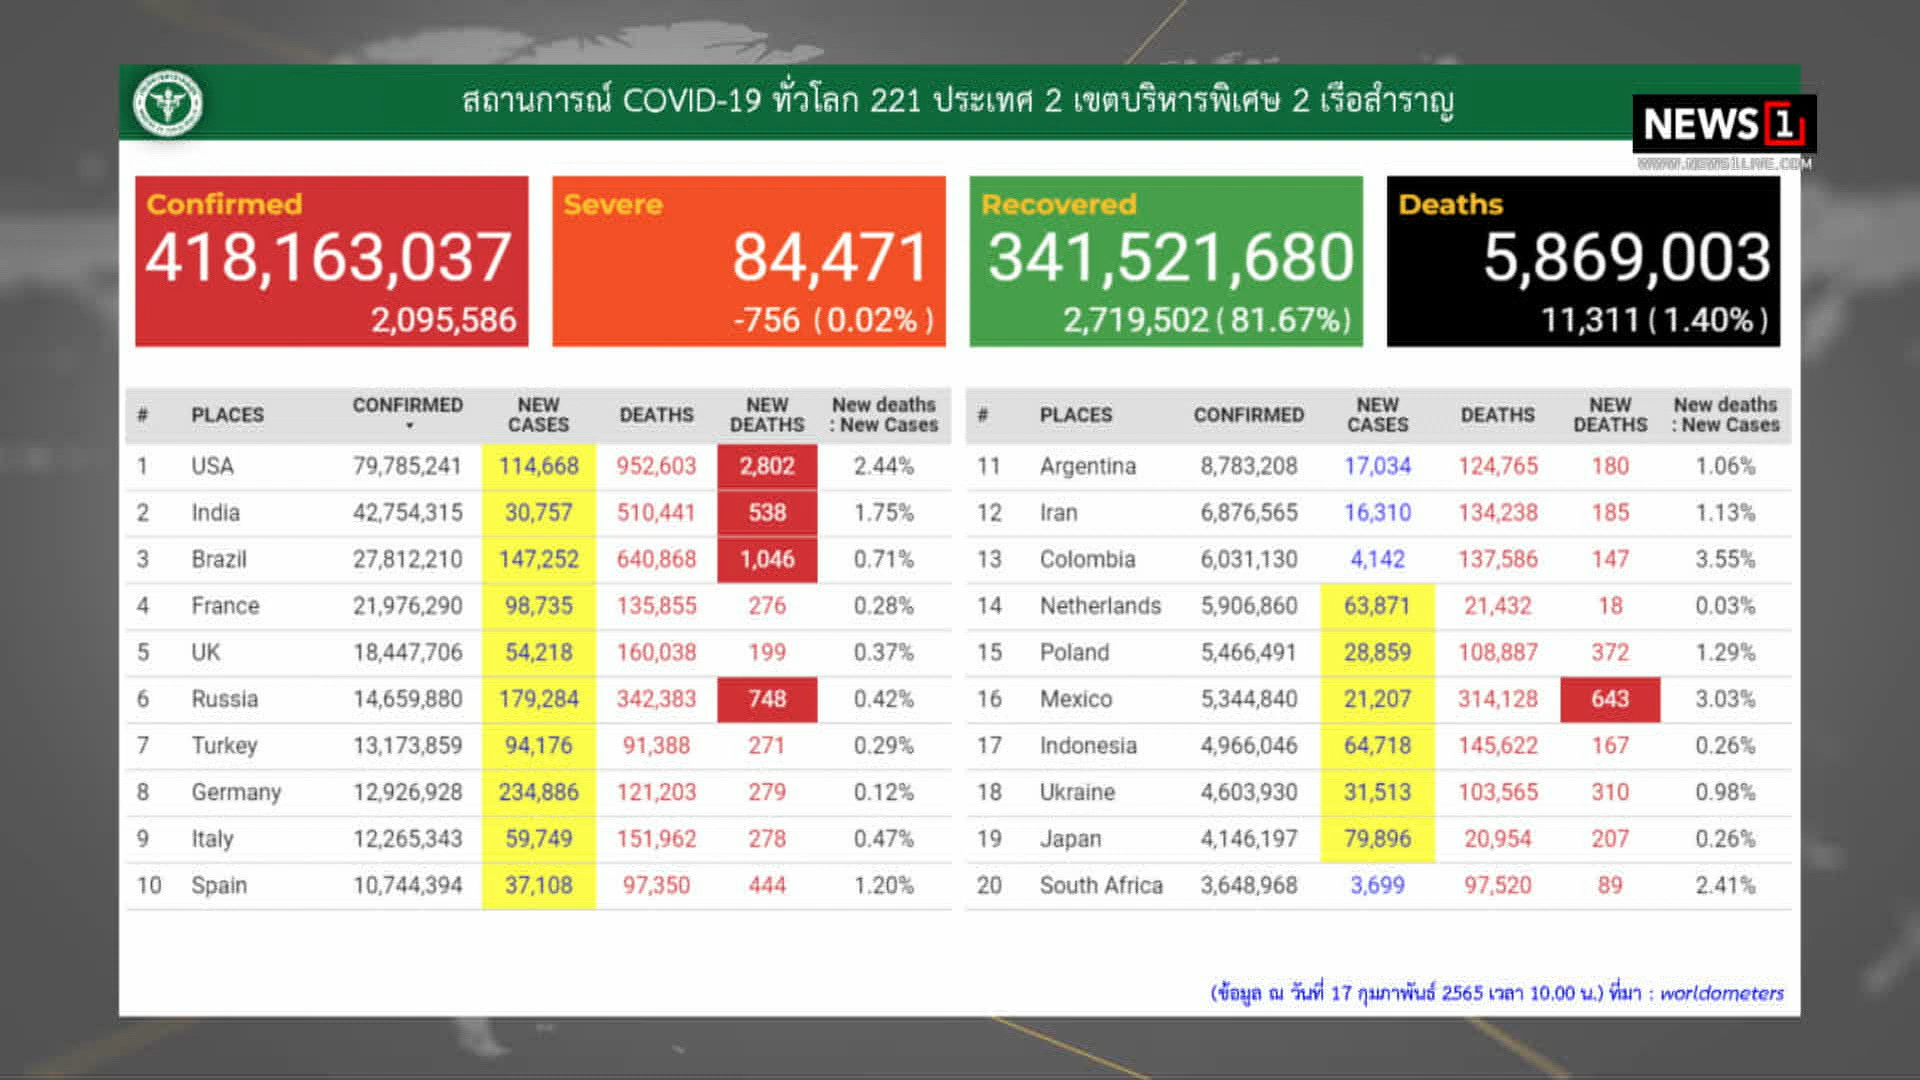 สถานการณ์ COVID-19 ทั่วโลก 221 ประเทศ 2 เขตบริหารพิเศษ 2 เรือสำราญ
NEWS 1
WWW.NEWS1LIVE.COM
Confirmed
418,163,037
2,095,586
Severe
84,471
-756 (0.02%)
Recovered
341,521,680
2,719,502 (81.67%)
Deaths
5,869,003
11,311 (1.40%)
# PLACES CONFIRMED NEW CASES DEATHS NEW DEATHS New deaths : New Cases
1 USA 79,785,241 114,668 952,603 2,802 2.44%
2 India 42,754,315 30,757 510,441 538 1.75%
3 Brazil 27,812,210 147,252 640,868 1,046 0.71%
4 France 21,976,290 98,735 135,855 276 0.28%
5 UK 18,447,706 54,218 160,038 199 0.37%
6 Russia 14,659,880 179,284 342,383 748 0.42%
7 Turkey 13,173,859 94,176 91,388 271 0.29%
8 Germany 12,926,928 234,886 121,203 279 0.12%
9 Italy 12,265,343 59,749 151,962 278 0.47%
10 Spain 10,744,394 37,108 97,350 444 1.20%
# PLACES CONFIRMED NEW CASES DEATHS NEW DEATHS New deaths : New Cases
11 Argentina 8,783,208 17,034 124,765 180 1.06%
12 Iran 6,876,565 16,310 134,238 185 1.13%
13 Colombia 6,031,130 4,142 137,586 147 3.55%
14 Netherlands 5,906,860 63,871 21,432 18 0.03%
15 Poland 5,466,491 28,859 108,887 372 1.29%
16 Mexico 5,344,840 21,207 314,128 643 3.03%
17 Indonesia 4,966,046 64,718 145,622 167 0.26%
18 Ukraine 4,603,930 31,513 103,565 310 0.98%
19 Japan 4,146,197 79,896 20,954 207 0.26%
20 South Africa 3,648,968 3,699 97,520 89 2.41%
(ข้อมูล ณ วันที่ 17 กุมภาพันธ์ 2565 เวลา 10.00 น.) ที่มา : worldometers